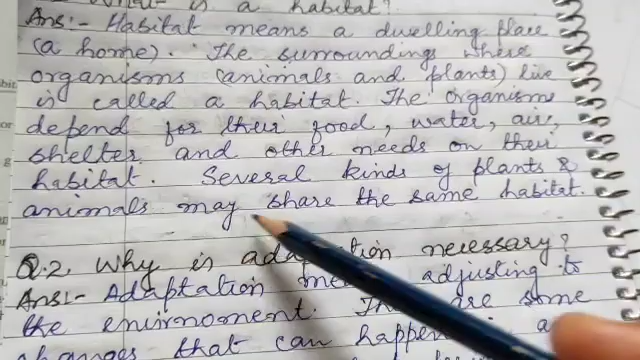 What is a habitat?
Ans:- Habitat means a dwelling place
(a home). The surroundings where
organisms (animals and plants) live
is called a habitat. The organisms
depend for their food, water, air,
shelter and other needs on their
habitat. Several kinds of plants &
animals may share the same habitat.
Q.2. Why is adaptation necessary?
Ans:- Adaptation means adjusting to
the environment. There are some
changes that can happen